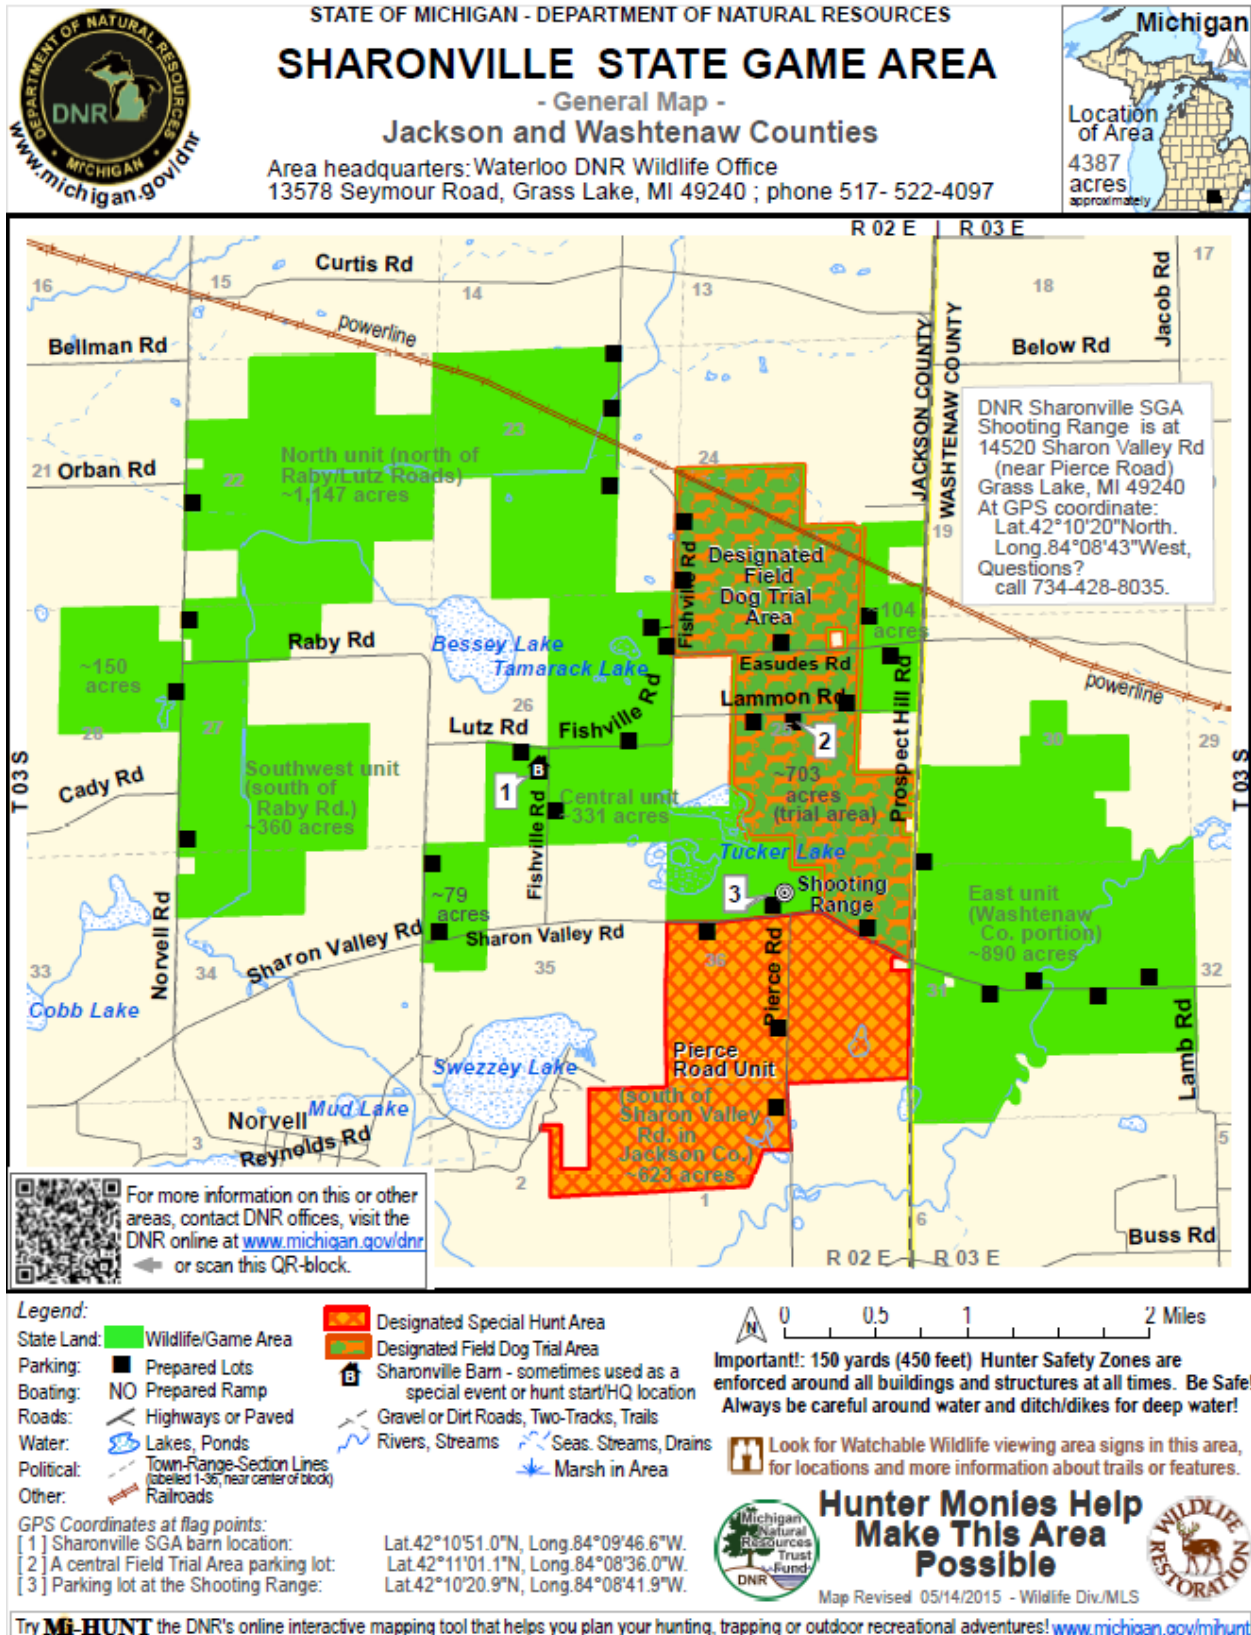 STATE OF MICHIGAN - DEPARTMENT OF NATURAL RESOURCES
SHARONVILLE STATE GAME AREA
- General Map -
Jackson and Washtenaw Counties
Area headquarters: Waterloo DNR Wildlife Office
13578 Seymour Road, Grass Lake, MI 49240 ; phone 517- 522-4097
DEPARTMENT OF NATURAL RESOURCES
DNR
MICHIGAN
www.michigan.gov/dnr
Michigan
N
Location
of Area
4387
acres
approximately
R 02 E
R 03 E
Curtis Rd
Jacob Rd
17
16
15
14
13
18
powerline
Bellman Rd
Below Rd
JACKSON COUNTY
WASHTENAW COUNTY
DNR Sharonville SGA
Shooting Range is at
14520 Sharon Valley Rd
(near Pierce Road)
Grass Lake, MI 49240
At GPS coordinate:
Lat.42°10'20"North.
Long.84°08'43"West,
Questions?
call 734-428-8035.
23
24
21
Orban Rd
22
North unit (north of
Raby/Lutz Roads)
~1,147 acres
19
Fishville Rd
Designated
Field
Dog Trial
Area
~104
acres
Raby Rd
Bessey Lake
Tamarack Lake
Easudes Rd
~150
acres
Lammon Rd
Prospect Hill Rd
powerline
26
27
28
Lutz Rd
Fishville Rd
25
2
30
29
T 03 S
Cady Rd
Southwest unit
(south of
Raby Rd.)
~360 acres
B
1
Fishville Rd
Central unit
~331 acres
~703
acres
(trial area)
T 03 S
Tucker Lake
3
Shooting
Range
~79
acres
East unit
(Washtenaw
Co. portion)
~890 acres
Norvell Rd
Sharon Valley Rd
Sharon Valley Rd
33
34
35
36
31
32
Cobb Lake
Pierce Rd
Lamb Rd
Swezzey Lake
Pierce
Road Unit
(south of
Sharon Valley
Rd. in
Jackson Co.)
~623 acres
Mud Lake
Norvell
Reynolds Rd
3
2
1
6
5
Buss Rd
R 02 E
R 03 E
For more information on this or other
areas, contact DNR offices, visit the
DNR online at www.michigan.gov/dnr
or scan this QR-block.
Legend:
State Land: Wildlife/Game Area
Parking: Prepared Lots
Boating: NO Prepared Ramp
Roads: Highways or Paved
Water: Lakes, Ponds
Political: Town-Range-Section Lines
(labelled 1-36, near center of block)
Other: Railroads
Designated Special Hunt Area
Designated Field Dog Trial Area
B Sharonville Barn - sometimes used as a
special event or hunt start/HQ location
Gravel or Dirt Roads, Two-Tracks, Trails
Rivers, Streams Seas. Streams, Drains
Marsh in Area
GPS Coordinates at flag points:
[ 1 ] Sharonville SGA barn location: Lat.42°10'51.0"N, Long.84°09'46.6"W.
[ 2 ] A central Field Trial Area parking lot: Lat.42°11'01.1"N, Long.84°08'36.0"W.
[ 3 ] Parking lot at the Shooting Range: Lat.42°10'20.9"N, Long.84°08'41.9"W.
N
0 0.5 1 2 Miles
Important!: 150 yards (450 feet) Hunter Safety Zones are
enforced around all buildings and structures at all times. Be Safe!
Always be careful around water and ditch/dikes for deep water!
Look for Watchable Wildlife viewing area signs in this area,
for locations and more information about trails or features.
Michigan
Natural
Resources
Trust
Fund
DNR
Hunter Monies Help
Make This Area
Possible
WILDLIFE
RESTORATION
Map Revised 05/14/2015 - Wildlife Div./MLS
Try Mi-HUNT the DNR's online interactive mapping tool that helps you plan your hunting, trapping or outdoor recreational adventures! www.michigan.gov/mihunt